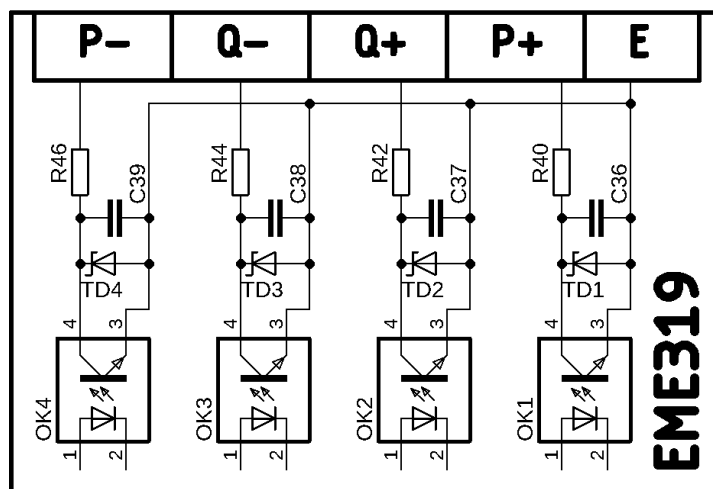 P− Q− Q+ P+ E
R46 C39 R44 C38 R42 C37 R40 C36
TD4 TD3 TD2 TD1
4 3 4 3 4 3 4 3
OK4 OK3 OK2 OK1
1 2 1 2 1 2 1 2
EME319